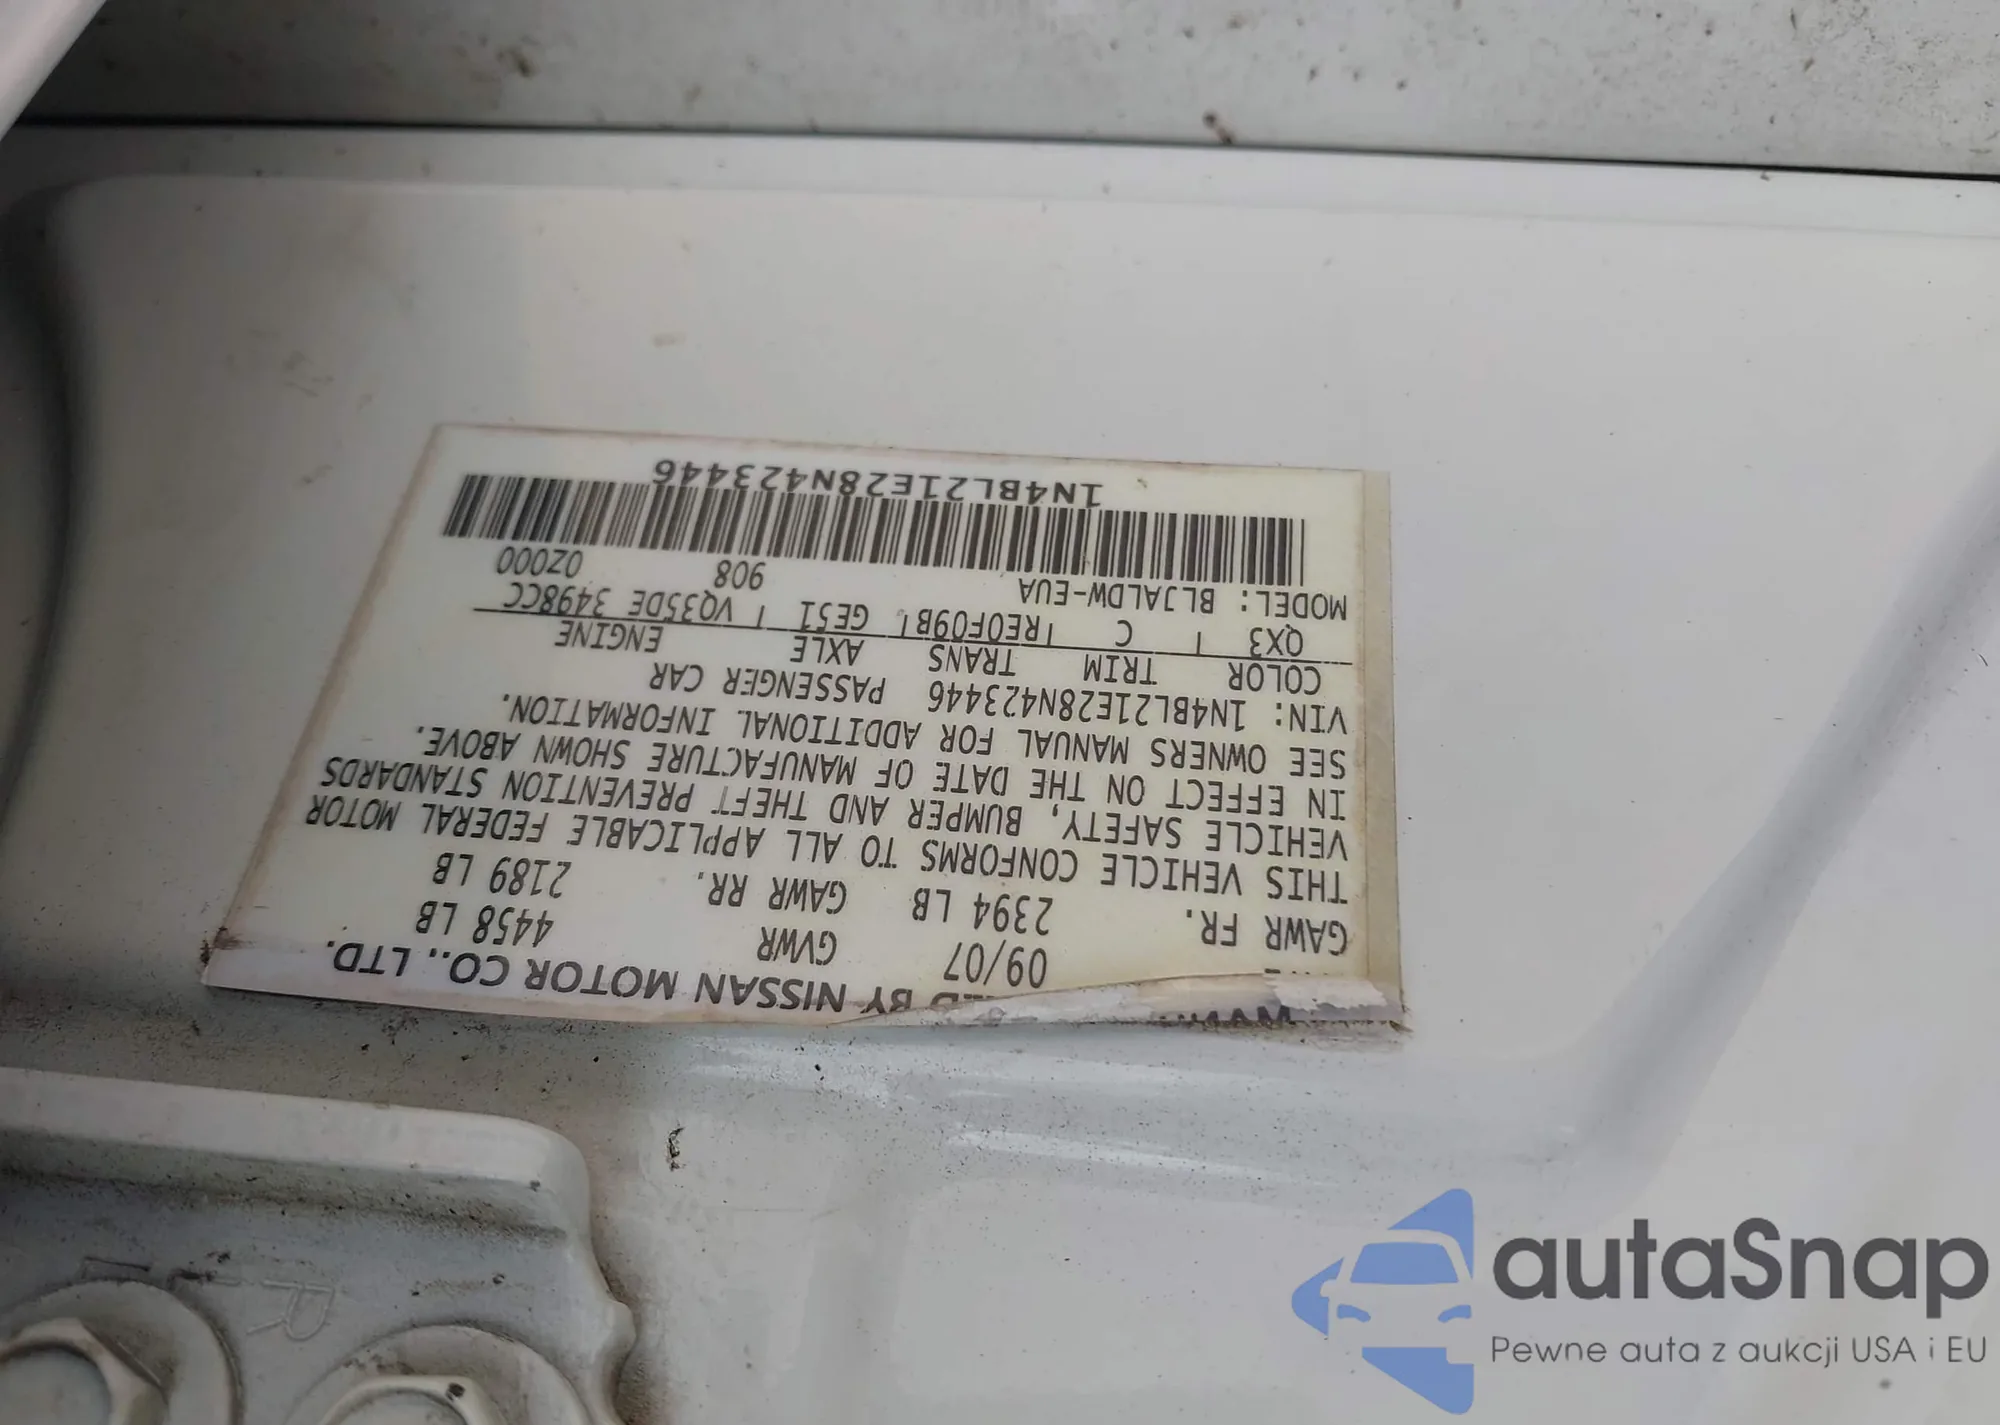 BY NISSAN MOTOR CO., LTD.
09/07 GVWR 4458 LB
GAWR FR. 2394 LB GAWR RR. 2189 LB
THIS VEHICLE CONFORMS TO ALL APPLICABLE FEDERAL MOTOR
VEHICLE SAFETY, BUMPER AND THEFT PREVENTION STANDARDS
IN EFFECT ON THE DATE OF MANUFACTURE SHOWN ABOVE.
SEE OWNERS MANUAL FOR ADDITIONAL INFORMATION.
VIN: 1N4BL21E28N423446 PASSENGER CAR
COLOR TRIM TRANS AXLE ENGINE
QX3 C RE0F09B GE51 VQ35DE 3498CC
MODEL: BLJALDW-EUA 908 0Z000
1N4BL21E28N423446
R
autaSnap
Pewne auta z aukcji USA i EU